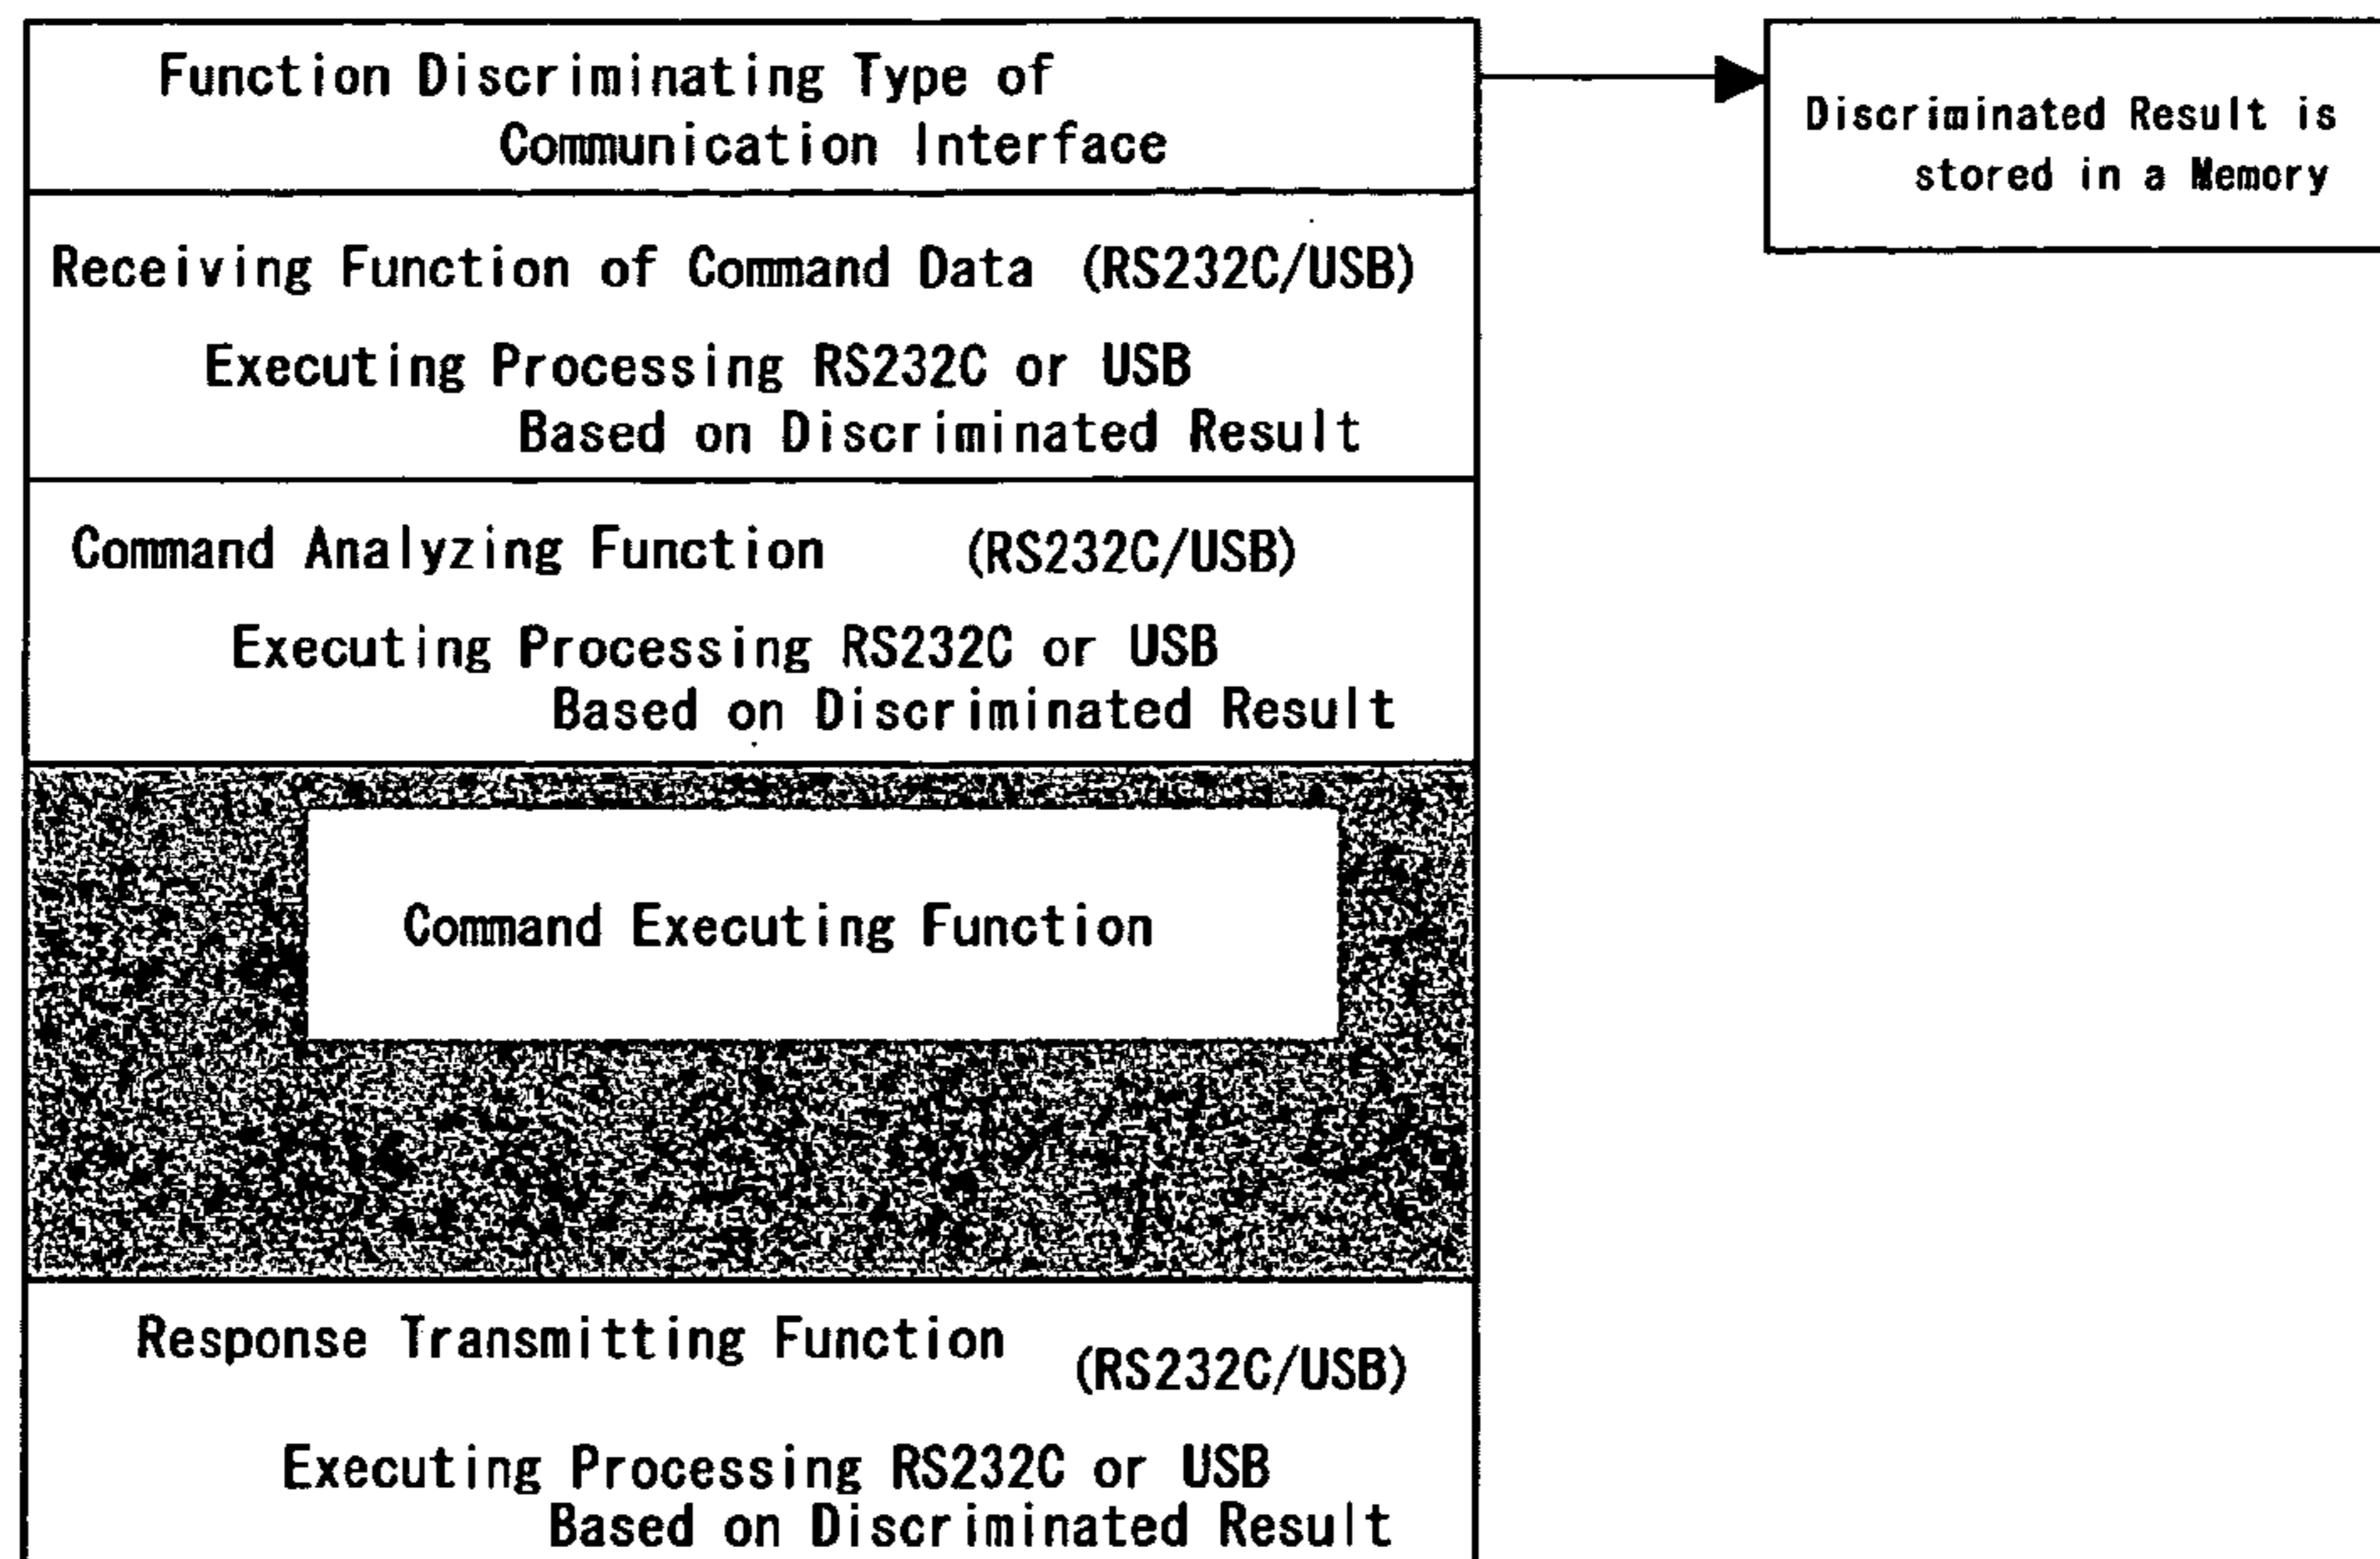 Function Discriminating Type of
Communication Interface
Discriminated Result is
stored in a Memory
Receiving Function of Command Data (RS232C/USB)
Executing Processing RS232C or USB
Based on Discriminated Result
Command Analyzing Function (RS232C/USB)
Executing Processing RS232C or USB
Based on Discriminated Result
Command Executing Function
Response Transmitting Function (RS232C/USB)
Executing Processing RS232C or USB
Based on Discriminated Result